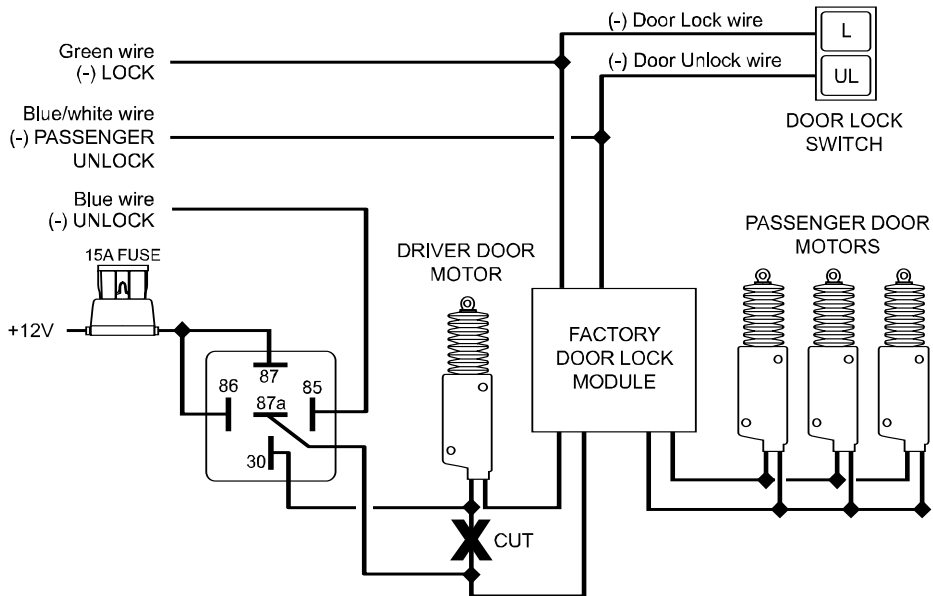 (-) Door Lock wire
L
Green wire
(-) LOCK
(-) Door Unlock wire
UL
Blue/white wire
(-) PASSENGER
UNLOCK
DOOR LOCK
SWITCH
Blue wire
(-) UNLOCK
15A FUSE
+12V
DRIVER DOOR
MOTOR
PASSENGER DOOR
MOTORS
FACTORY
DOOR LOCK
MODULE
87
86
85
87a
30
X CUT